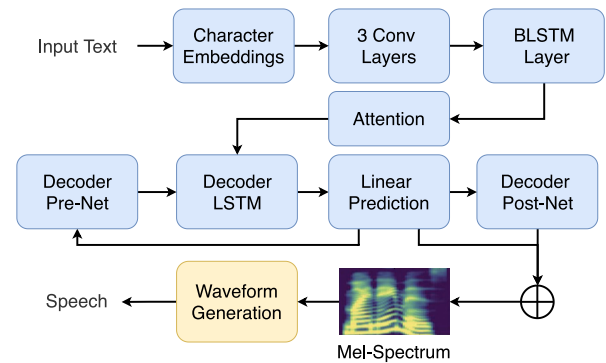 Input Text
Character
Embeddings
3 Conv
Layers
BLSTM
Layer
Attention
Decoder
Pre-Net
Decoder
LSTM
Linear
Prediction
Decoder
Post-Net
Speech
Waveform
Generation
Mel-Spectrum